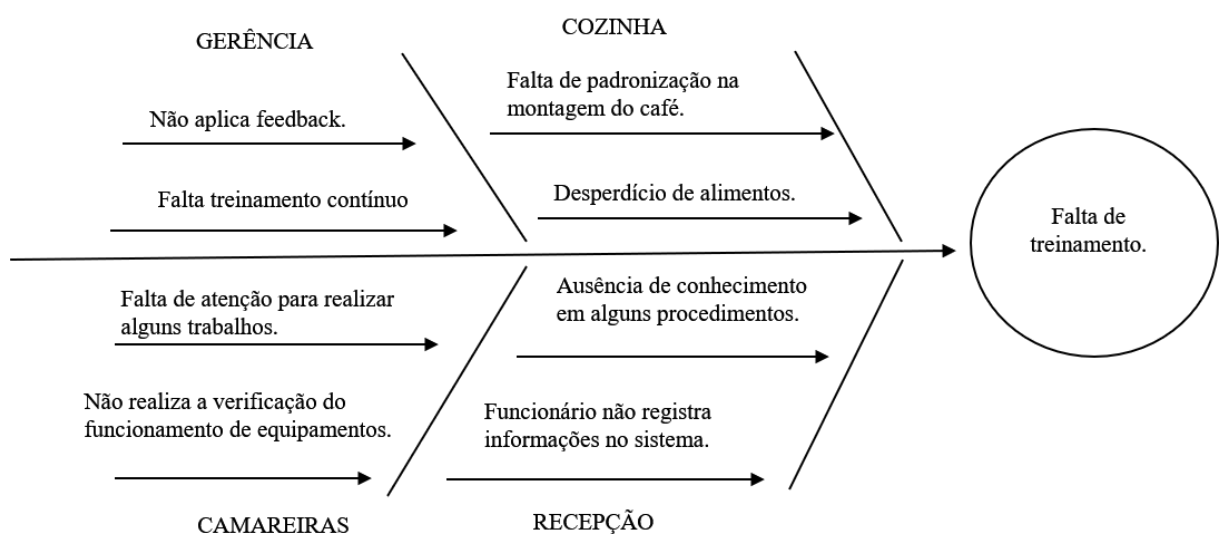 GERÊNCIA
Não aplica feedback.
Falta treinamento contínuo
COZINHA
Falta de padronização na
montagem do café.
Desperdício de alimentos.
Falta de
treinamento.
Falta de atenção para realizar
alguns trabalhos.
Não realiza a verificação do
funcionamento de equipamentos.
CAMAREIRAS
Ausência de conhecimento
em alguns procedimentos.
Funcionário não registra
informações no sistema.
RECEPÇÃO